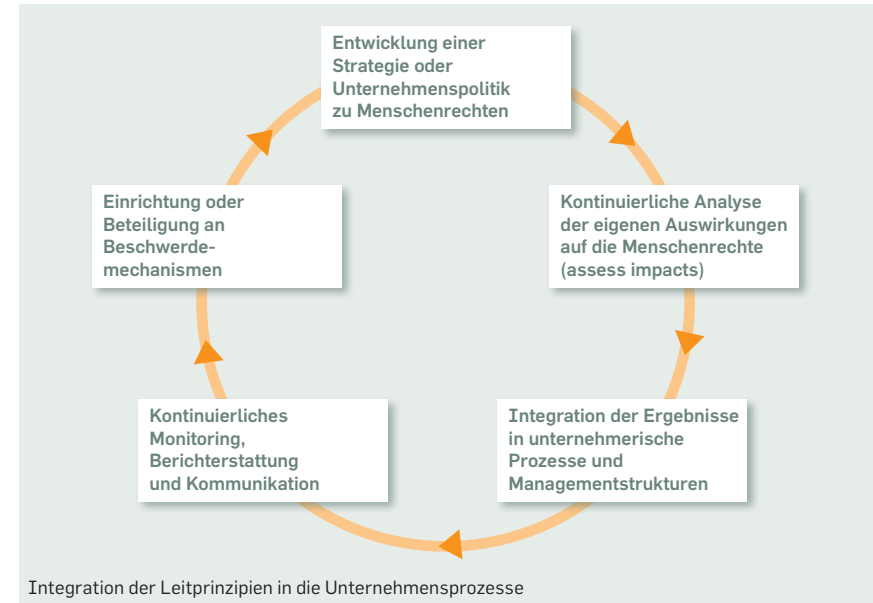 Entwicklung einer
Strategie oder
Unternehmenspolitik
zu Menschenrechten
Kontinuierliche Analyse
der eigenen Auswirkungen
auf die Menschenrechte
(assess impacts)
Integration der Ergebnisse
in unternehmerische
Prozesse und
Managementstrukturen
Kontinuierliches
Monitoring,
Berichterstattung
und Kommunikation
Einrichtung oder
Beteiligung an
Beschwerde-
mechanismen
Integration der Leitprinzipien in die Unternehmensprozesse